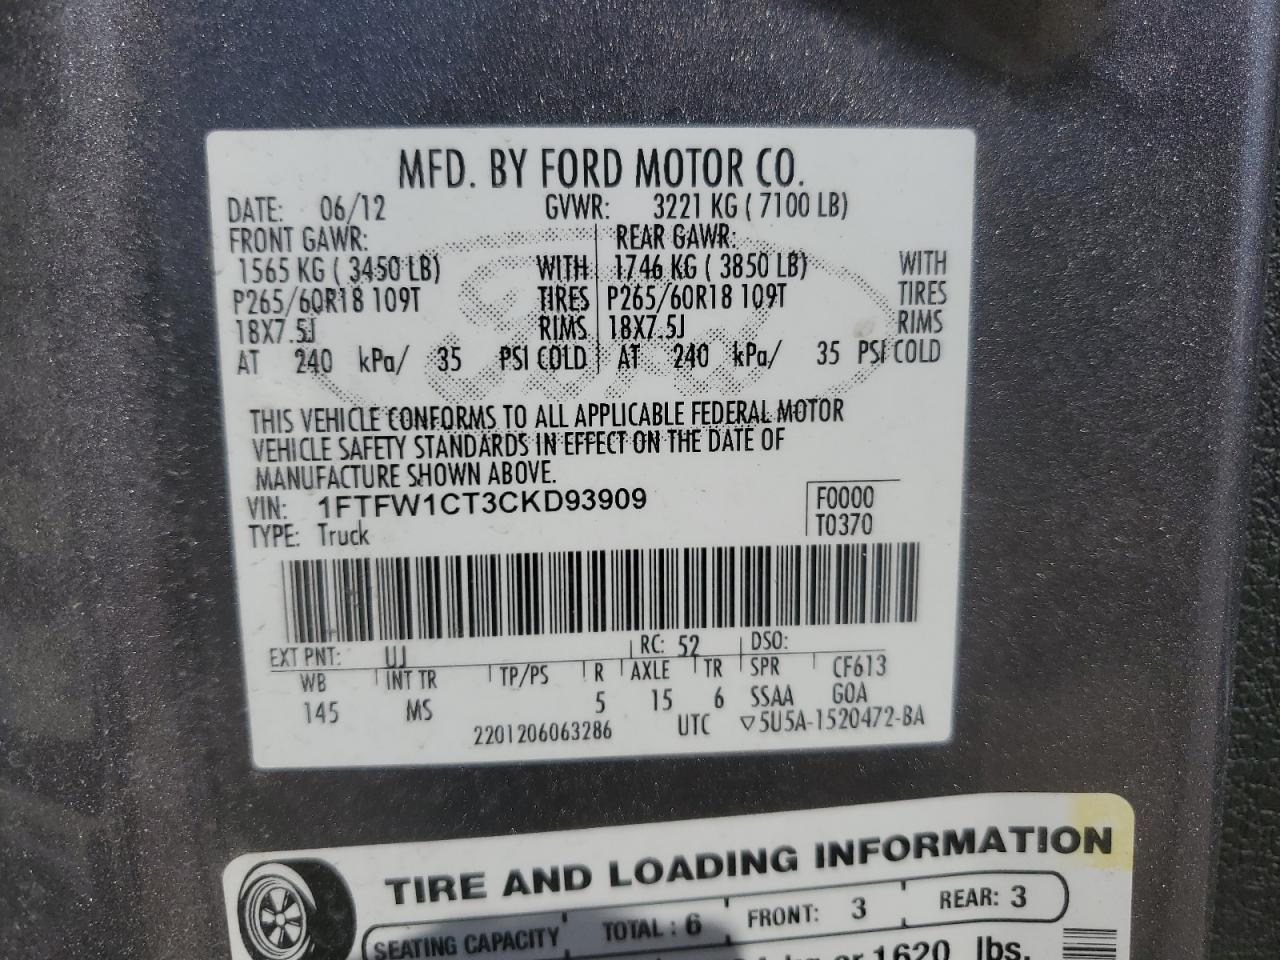 MFD. BY FORD MOTOR CO.
DATE: 06/12 GVWR: 3221 KG ( 7100 LB)
FRONT GAWR: REAR GAWR:
1565 KG ( 3450 LB) WITH 1746 KG ( 3850 LB) WITH
P265/60R18 109T TIRES P265/60R18 109T TIRES
18X7.5J RIMS 18X7.5J RIMS
AT 240 kPa/ 35 PSI COLD AT 240 kPa/ 35 PSI COLD
THIS VEHICLE CONFORMS TO ALL APPLICABLE FEDERAL MOTOR
VEHICLE SAFETY STANDARDS IN EFFECT ON THE DATE OF
MANUFACTURE SHOWN ABOVE.
VIN: 1FTFW1CT3CKD93909 F0000
TYPE: Truck T0370
EXT PNT: UJ RC: 52 DSO:
WB INT TR TP/PS R AXLE TR SPR CF613
145 MS 5 15 6 SSAA G0A
2201206063286 UTC ▽5U5A-1520472-BA
TIRE AND LOADING INFORMATION
SEATING CAPACITY TOTAL : 6 FRONT: 3 REAR: 3
kg or 1620 lbs.